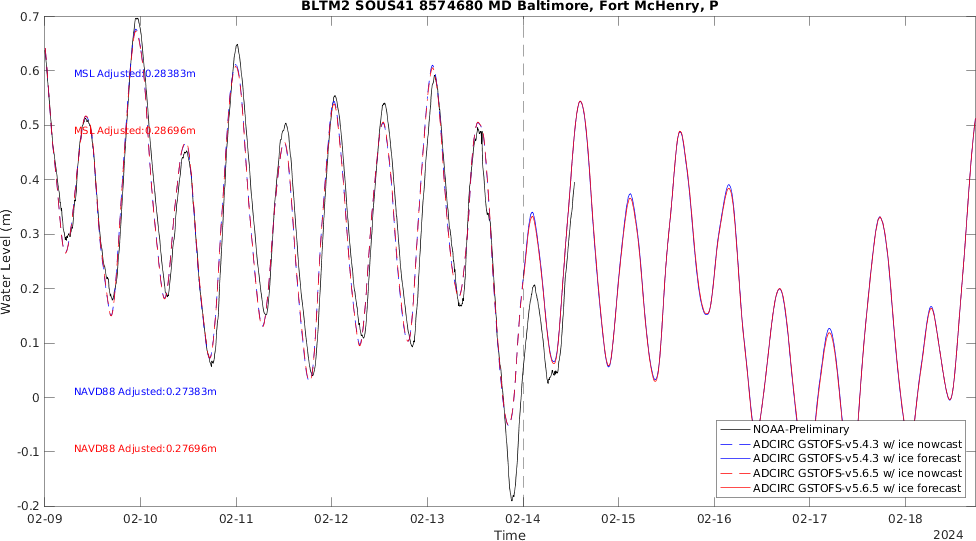 BLTM2 SOUS41 8574680 MD Baltimore, Fort McHenry, P
Water Level (m)
0.7
0.6
0.5
0.4
0.3
0.2
0.1
0
-0.1
-0.2
MSL Adjusted:0.28383m
MSL Adjusted:0.28696m
NAVD88 Adjusted:0.27383m
NAVD88 Adjusted:0.27696m
NOAA-Preliminary
ADCIRC GSTOFS-v5.4.3 w/ ice nowcast
ADCIRC GSTOFS-v5.4.3 w/ ice forecast
ADCIRC GSTOFS-v5.6.5 w/ ice nowcast
ADCIRC GSTOFS-v5.6.5 w/ ice forecast
02-09 02-10 02-11 02-12 02-13 02-14 02-15 02-16 02-17 02-18
Time
2024